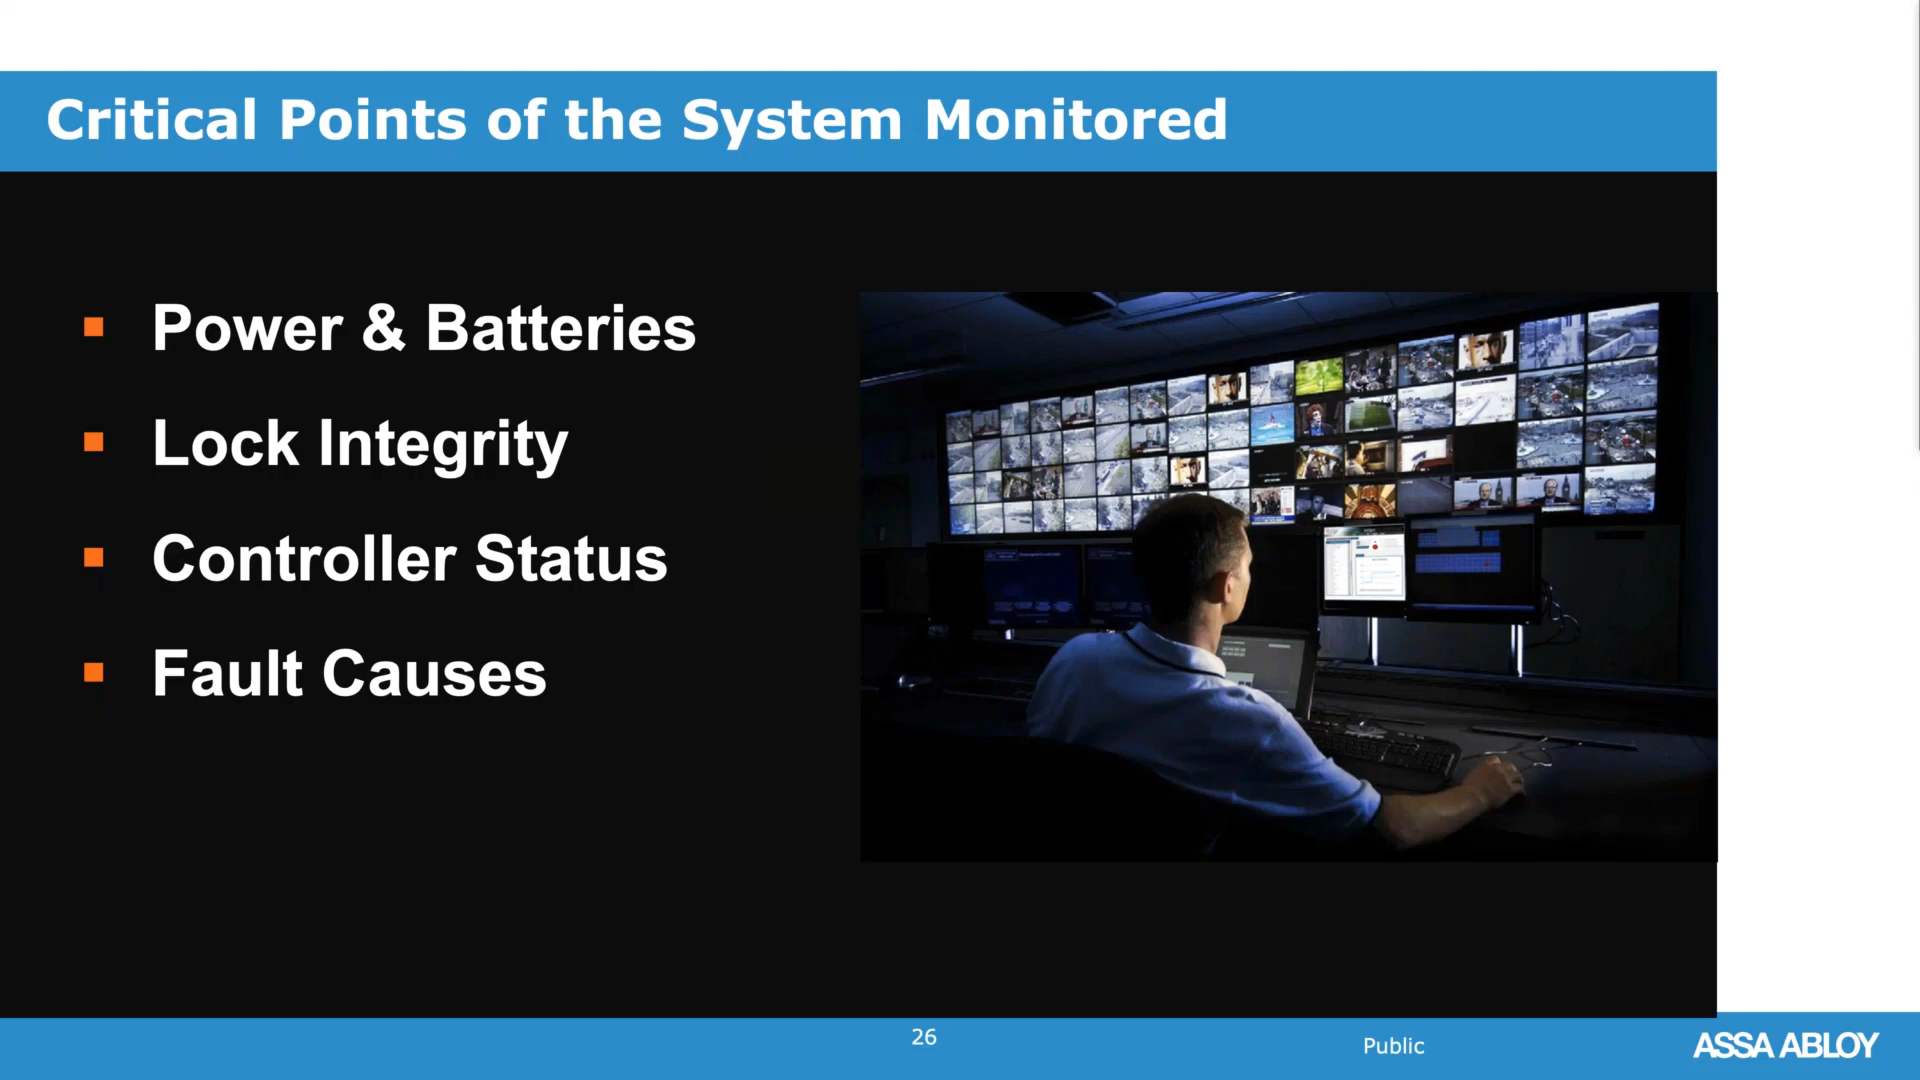 Critical Points of the System Monitored
Power & Batteries
Lock Integrity
Controller Status
Fault Causes
26
Public
ASSA ABLOY